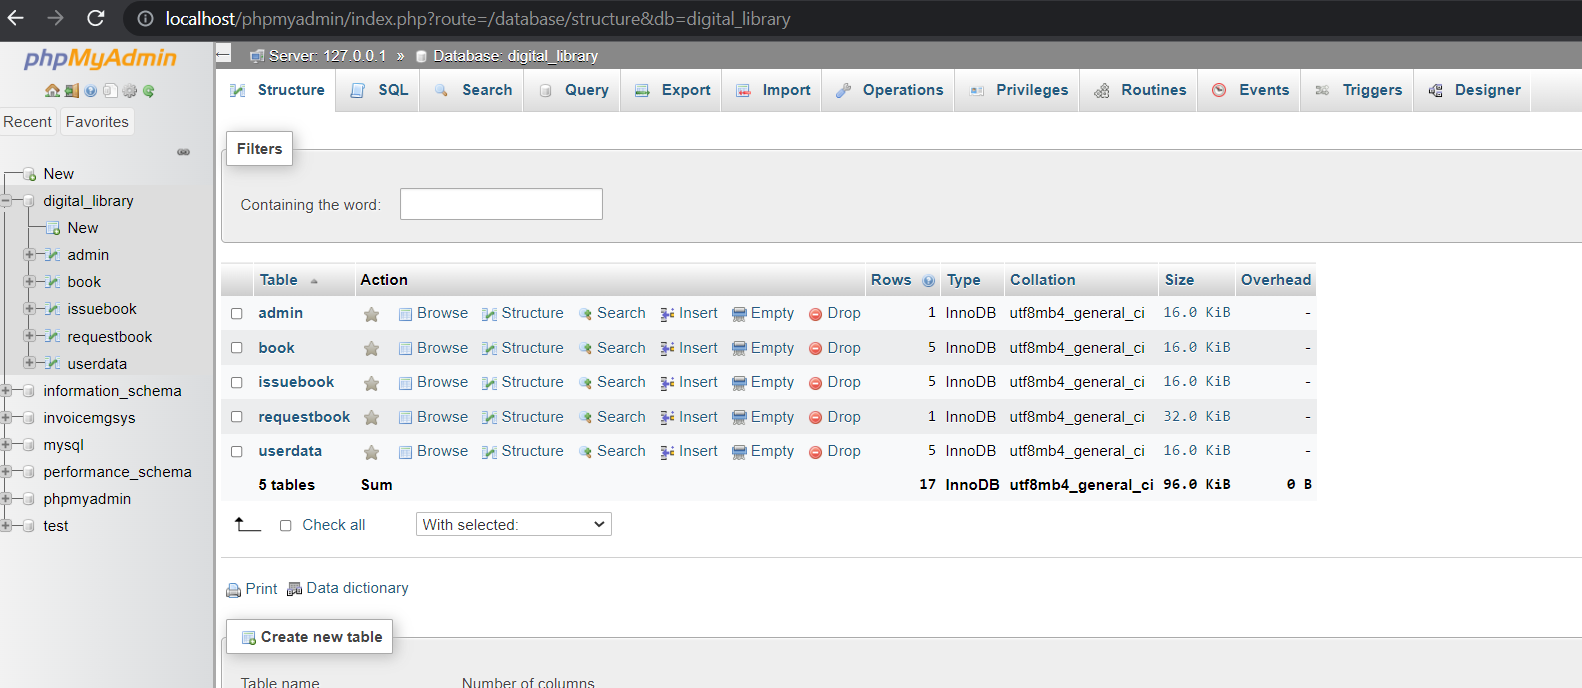 localhost/phpmyadmin/index.php?route=/database/structure&db=digital_library
phpMyAdmin
Recent Favorites
New
digital_library
New
admin
book
issuebook
requestbook
userdata
information_schema
invoicemgsys
mysql
performance_schema
phpmyadmin
test
Server: 127.0.0.1 » Database: digital_library
Structure SQL Search Query Export Import Operations Privileges Routines Events Triggers Designer
Filters
Containing the word:
Table Action Rows Type Collation Size Overhead
admin Browse Structure Search Insert Empty Drop 1 InnoDB utf8mb4_general_ci 16.0 KiB -
book Browse Structure Search Insert Empty Drop 5 InnoDB utf8mb4_general_ci 16.0 KiB -
issuebook Browse Structure Search Insert Empty Drop 5 InnoDB utf8mb4_general_ci 16.0 KiB -
requestbook Browse Structure Search Insert Empty Drop 1 InnoDB utf8mb4_general_ci 32.0 KiB -
userdata Browse Structure Search Insert Empty Drop 5 InnoDB utf8mb4_general_ci 16.0 KiB -
5 tables Sum 17 InnoDB utf8mb4_general_ci 96.0 KiB 0 B
Check all With selected:
Print Data dictionary
Create new table
Table name Number of columns